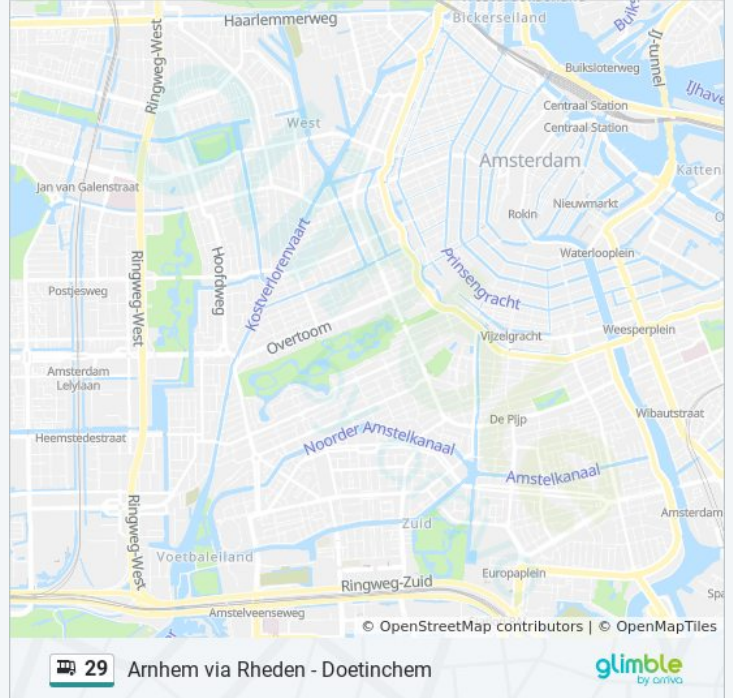 Haarlemmerweg
Bickerseiland
Buiks
Ringweg-West
IJ-tunnel
Buiksloterweg
IJhave
Centraal Station
West
Centraal Station
Amsterdam
Katten
Jan van Galenstraat
Nieuwmarkt
Rokin
O
Kostverlorenvaart
Waterlooplein
Hoofdweg
Prinsengracht
Postjesweg
Ringweg-West
Overtoom
Vijzelgracht
Weesperplein
Amsterdam
Lelylaan
Wibautstraat
De Pijp
Heemstedestraat
Noorder Amstelkanaal
Amstelkanaal
Ringweg-West
Amsterdam
Zuid
Voetbaleiland
Europaplein
Ringweg-Zuid
Spa
Amstelveenseweg
© OpenStreetMap contributors | © OpenMapTiles
29 Arnhem via Rheden - Doetinchem
glimble
by arriva